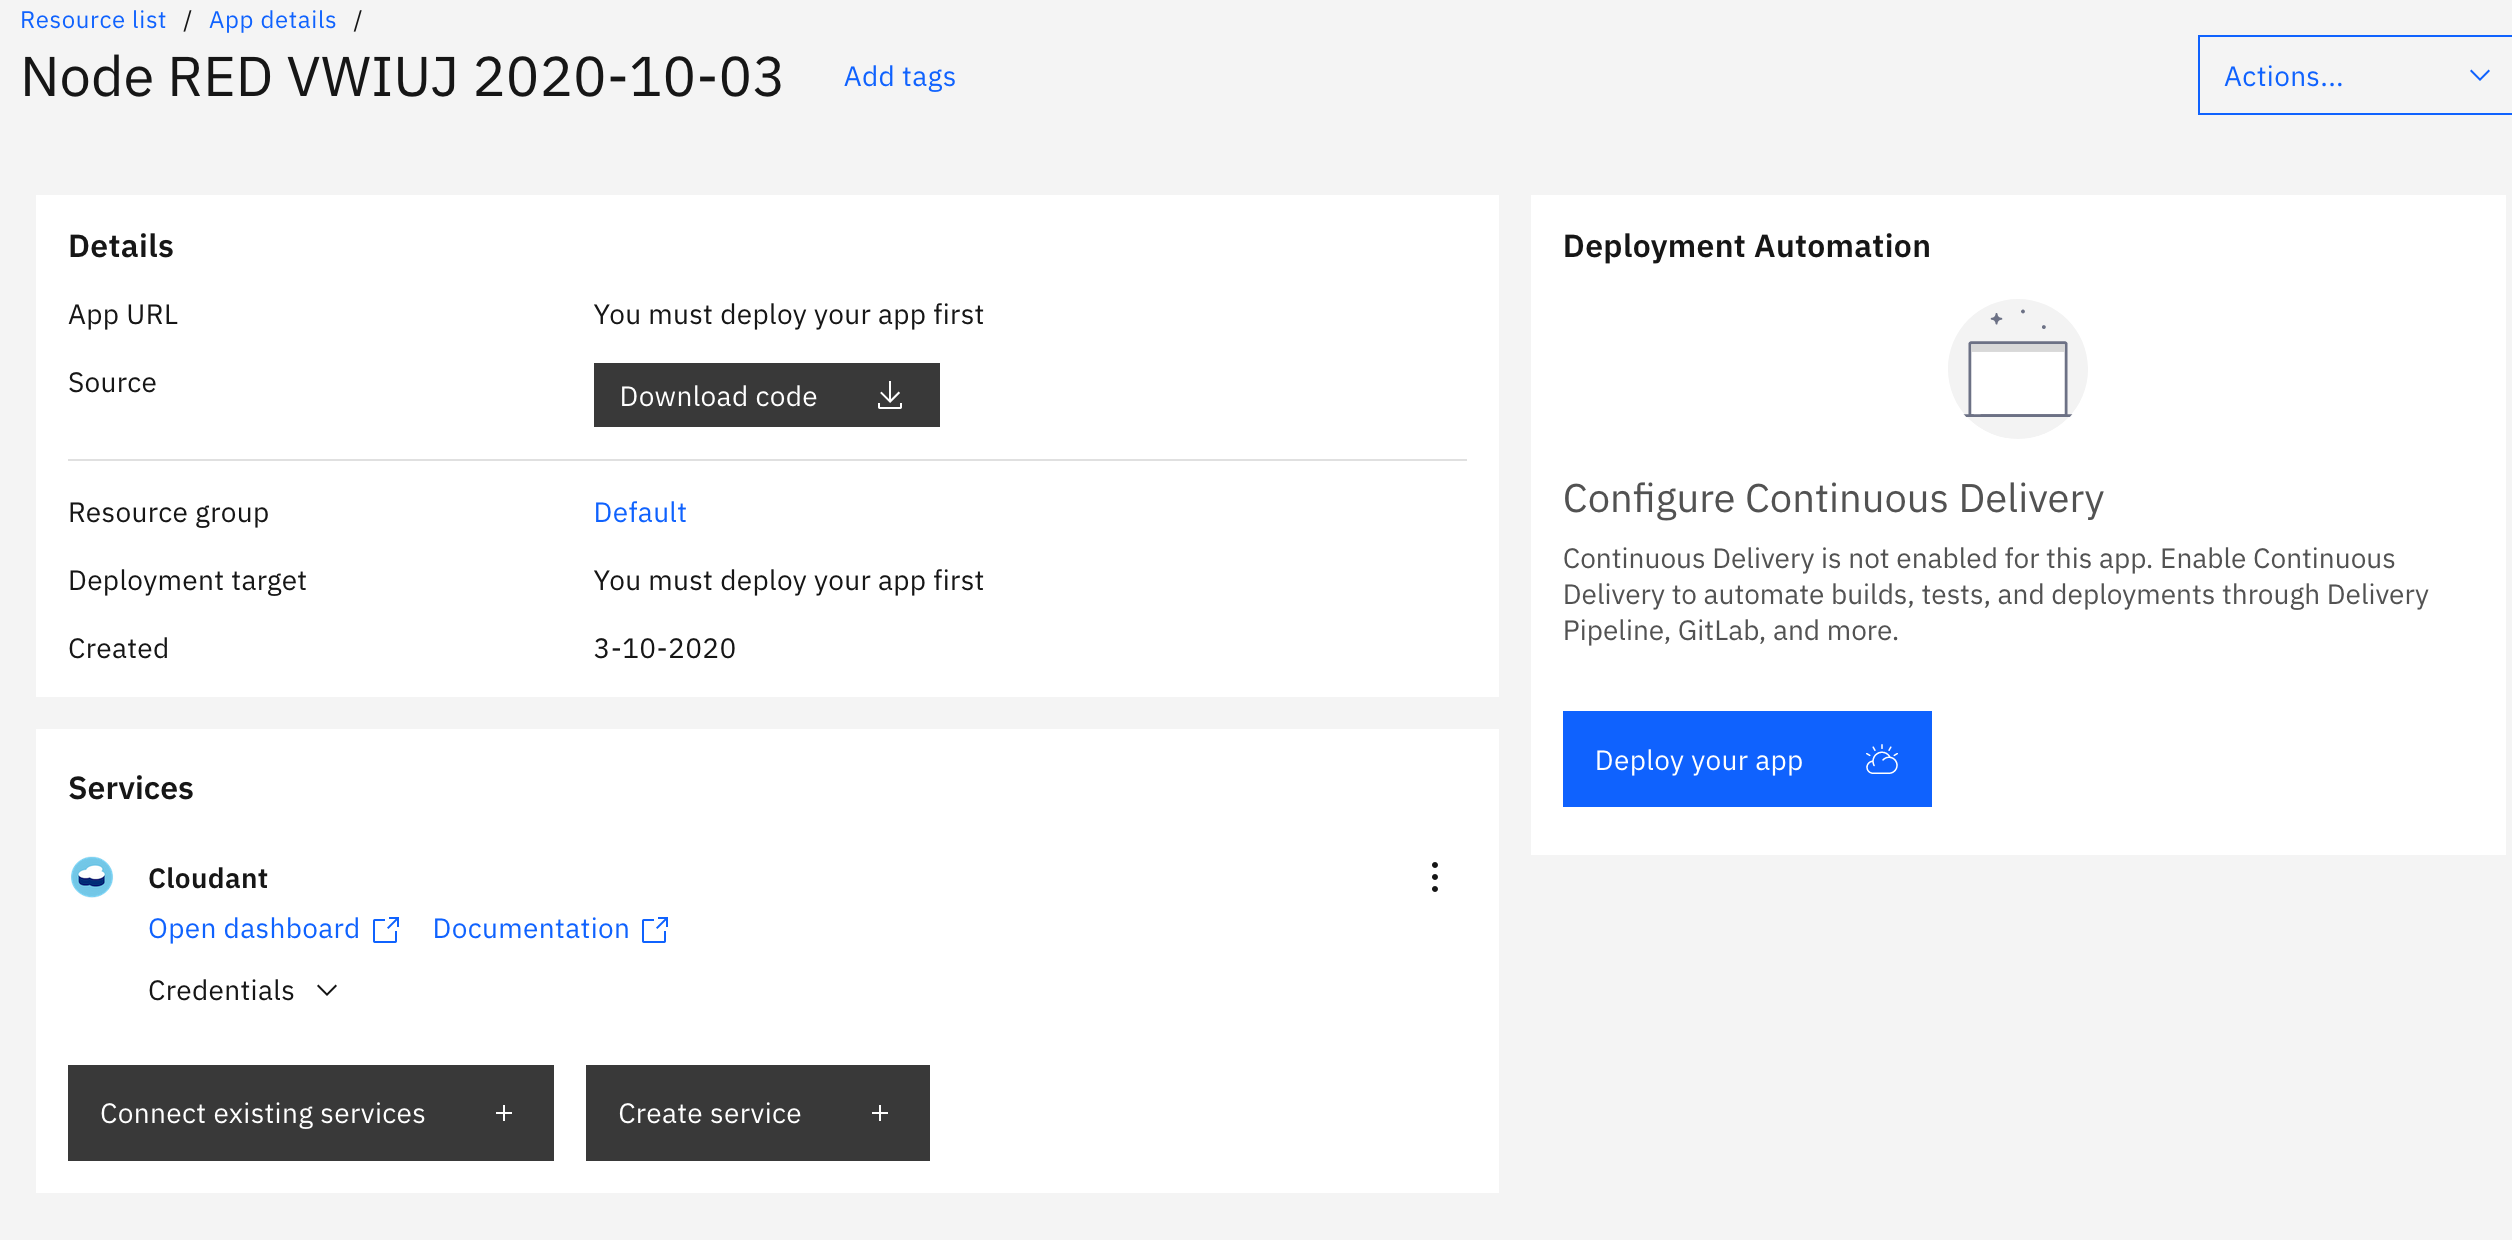 Resource list / App details /
Node RED VWIUJ 2020-10-03 Add tags
Actions...
Details
App URL You must deploy your app first
Source Download code
Resource group Default
Deployment target You must deploy your app first
Created 3-10-2020
Services
Cloudant
Open dashboard Documentation
Credentials
Connect existing services +
Create service +
Deployment Automation
Configure Continuous Delivery
Continuous Delivery is not enabled for this app. Enable Continuous
Delivery to automate builds, tests, and deployments through Delivery
Pipeline, GitLab, and more.
Deploy your app